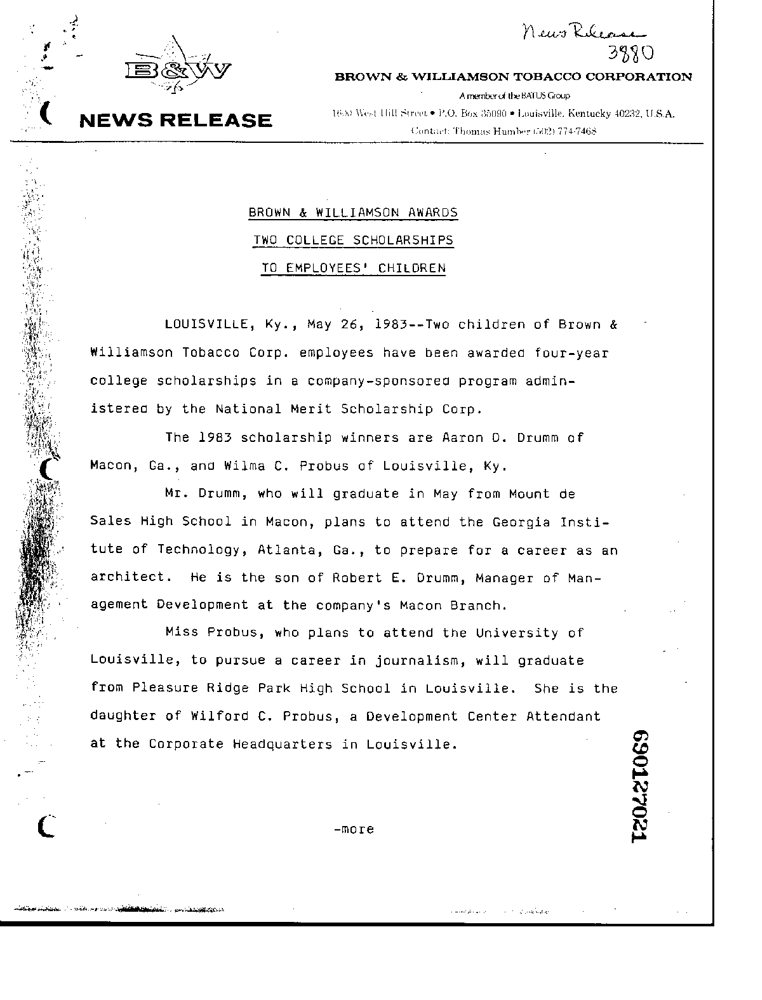 News Release
3880
B&W
BROWN & WILLIAMSON TOBACCO CORPORATION
A member of the BATUS Group
NEWS RELEASE
1600 West Hill Street • P.O. Box 35090 • Louisville, Kentucky 40232, U.S.A.
Contact: Thomas Humber (502) 774-7468
BROWN & WILLIAMSON AWARDS
TWO COLLEGE SCHOLARSHIPS
TO EMPLOYEES' CHILDREN
LOUISVILLE, Ky., May 26, 1983--Two children of Brown &
Williamson Tobacco Corp. employees have been awarded four-year
college scholarships in a company-sponsored program admin-
istered by the National Merit Scholarship Corp.
The 1983 scholarship winners are Aaron D. Drumm of
Macon, Ga., and Wilma C. Probus of Louisville, Ky.
Mr. Drumm, who will graduate in May from Mount de
Sales High School in Macon, plans to attend the Georgia Insti-
tute of Technology, Atlanta, Ga., to prepare for a career as an
architect. He is the son of Robert E. Drumm, Manager of Man-
agement Development at the company's Macon Branch.
Miss Probus, who plans to attend the University of
Louisville, to pursue a career in journalism, will graduate
from Pleasure Ridge Park High School in Louisville. She is the
daughter of Wilford C. Probus, a Development Center Attendant
at the Corporate Headquarters in Louisville.
-more
690127021